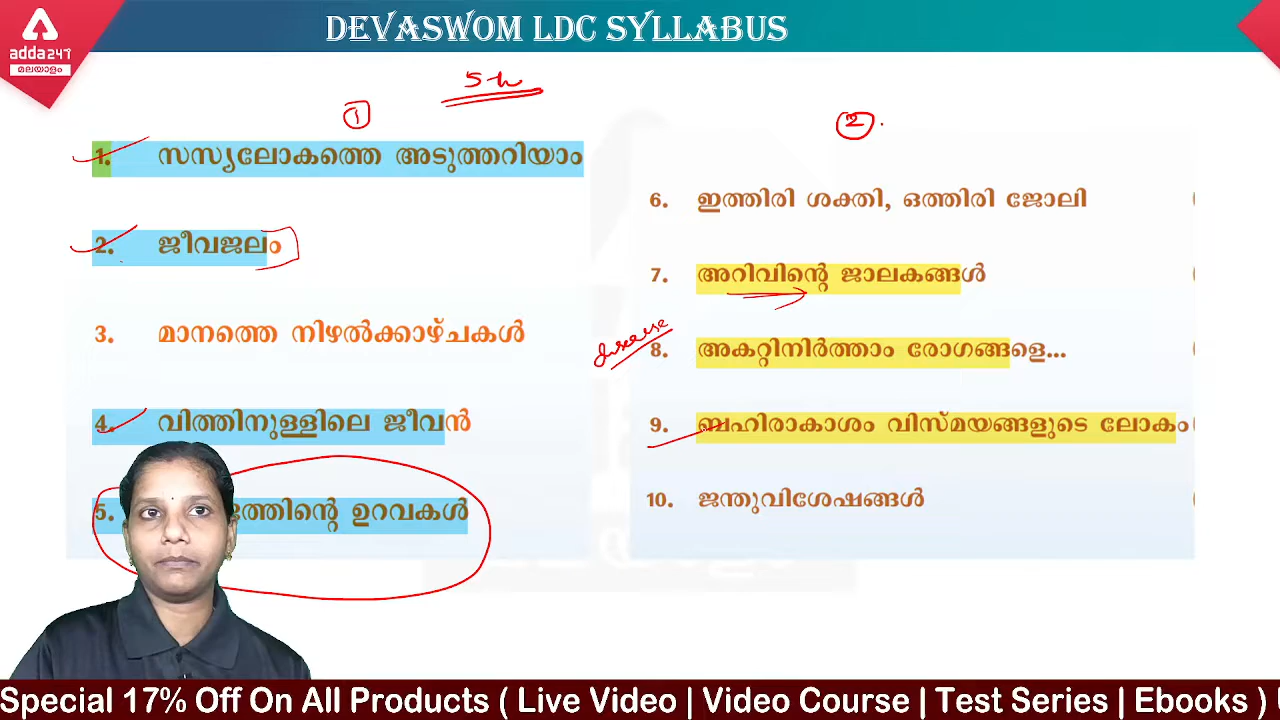 DEVASWOM LDC SYLLABUS
adda247
മലയാളം
5th
1
2
1. സസ്യലോകത്തെ അടുത്തറിയാം
2. ജീവജലം
3. മാനത്തെ നിഴൽക്കാഴ്ചകൾ
4. വിത്തിനുള്ളിലെ ജീവൻ
5. ഉറവകൾ
6. ഇത്തിരി ശക്തി, ഒത്തിരി ജോലി
7. അറിവിന്റെ ജാലകങ്ങൾ
disease
8. അകറ്റിനിർത്താം രോഗങ്ങളെ...
9. ബഹിരാകാശം വിസ്മയങ്ങളുടെ ലോകം
10. ജന്തുവിശേഷങ്ങൾ
Special 17% Off On All Products ( Live Video | Video Course | Test Series | Ebooks )